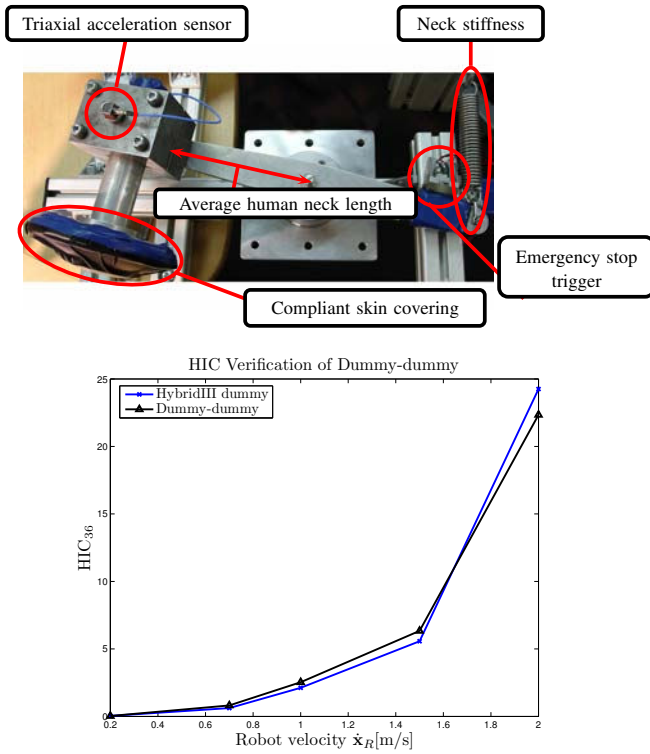 Triaxial acceleration sensor
Neck stiffness
Average human neck length
Emergency stop
trigger
Compliant skin covering
HIC Verification of Dummy-dummy
HybridIII dummy
Dummy-dummy
25
20
15
10
5
0
HIC36
0.2 0.4 0.6 0.8 1 1.2 1.4 1.6 1.8 2
Robot velocity ẋR[m/s]